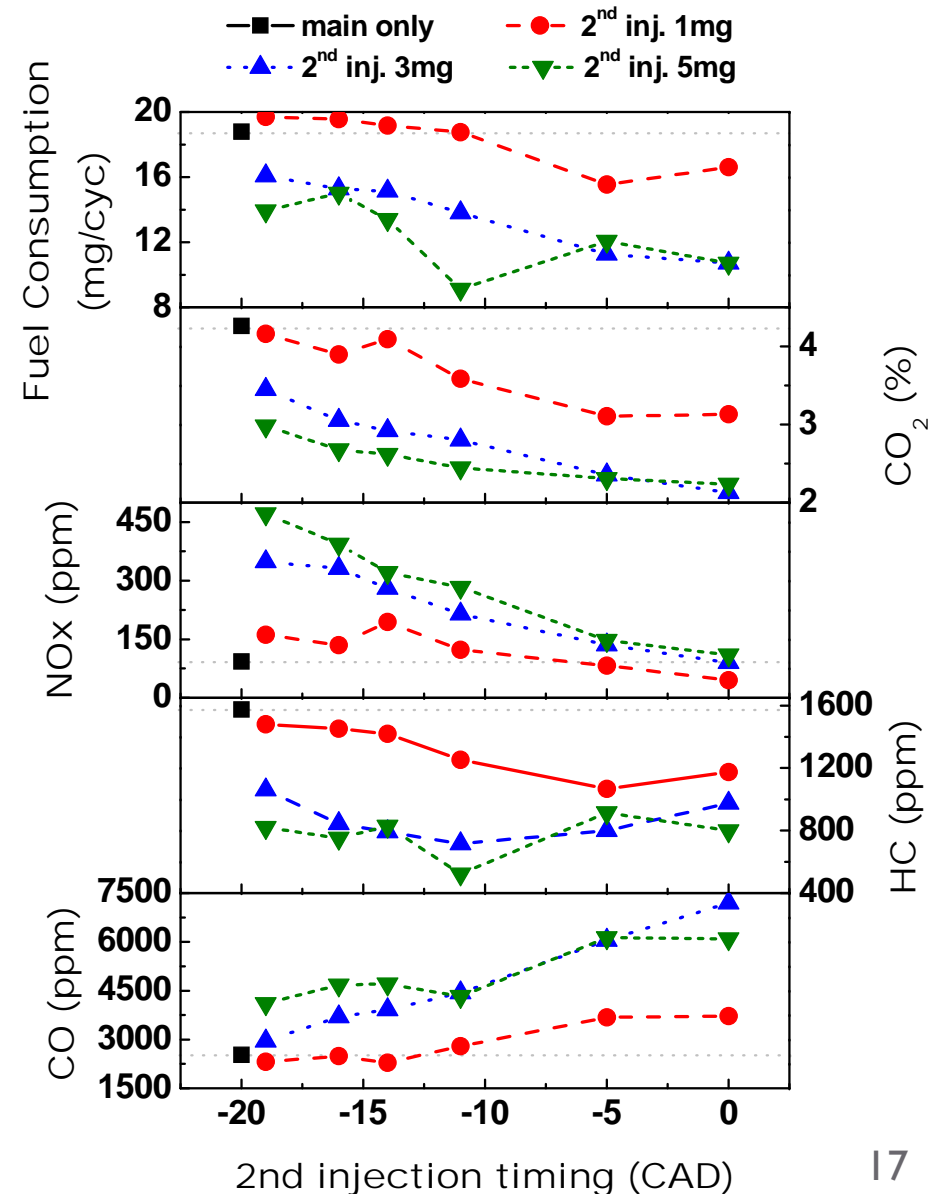 main only
2nd inj. 1mg
2nd inj. 3mg
2nd inj. 5mg
Fuel Consumption
(mg/cyc)
20
16
12
8
CO2 (%)
4
3
2
NOx (ppm)
450
300
150
0
HC (ppm)
1600
1200
800
400
CO (ppm)
7500
6000
4500
3000
1500
-20 -15 -10 -5 0
2nd injection timing (CAD)
17